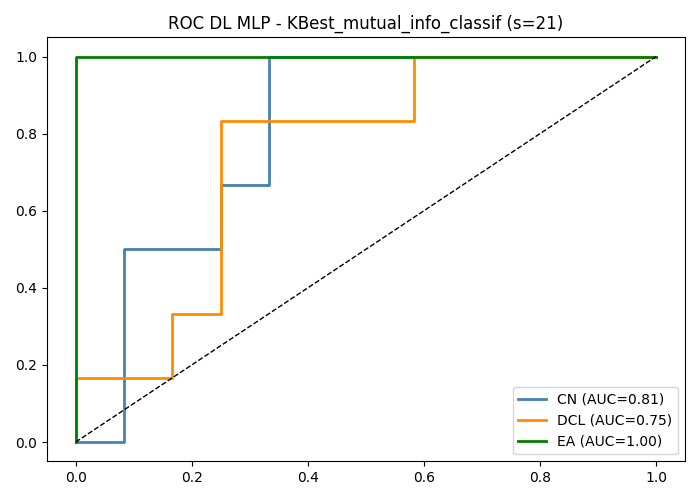 ROC DL MLP - KBest_mutual_info_classif (s=21)
1.0
0.8
0.6
0.4
0.2
0.0
CN (AUC=0.81)
DCL (AUC=0.75)
EA (AUC=1.00)
0.0 0.2 0.4 0.6 0.8 1.0